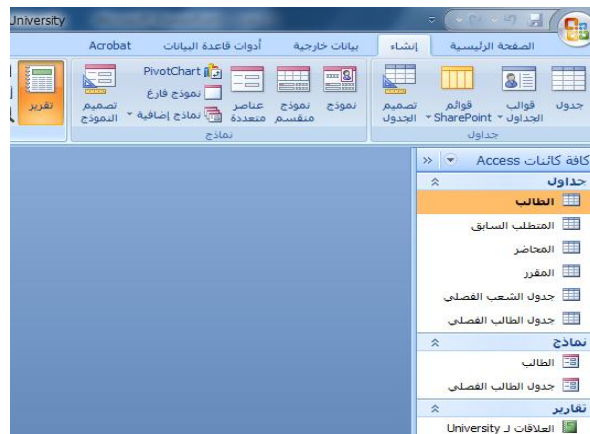 University
الصفحة الرئيسية إنشاء بيانات خارجية أدوات قاعدة البيانات Acrobat
جدول
قوالب الجداول
قوائم SharePoint
تصميم الجدول
جداول
نموذج
نموذج منقسم
عناصر متعددة
PivotChart
نموذج فارغ
نماذج إضافية
تصميم النموذج
نماذج
تقرير
كافة كائنات Access
جداول
الطالب
المتطلب السابق
المحاضر
المقرر
جدول الشعب الفصلي
جدول الطالب الفصلي
نماذج
الطالب
جدول الطالب الفصلي
تقارير
العلاقات لـ University